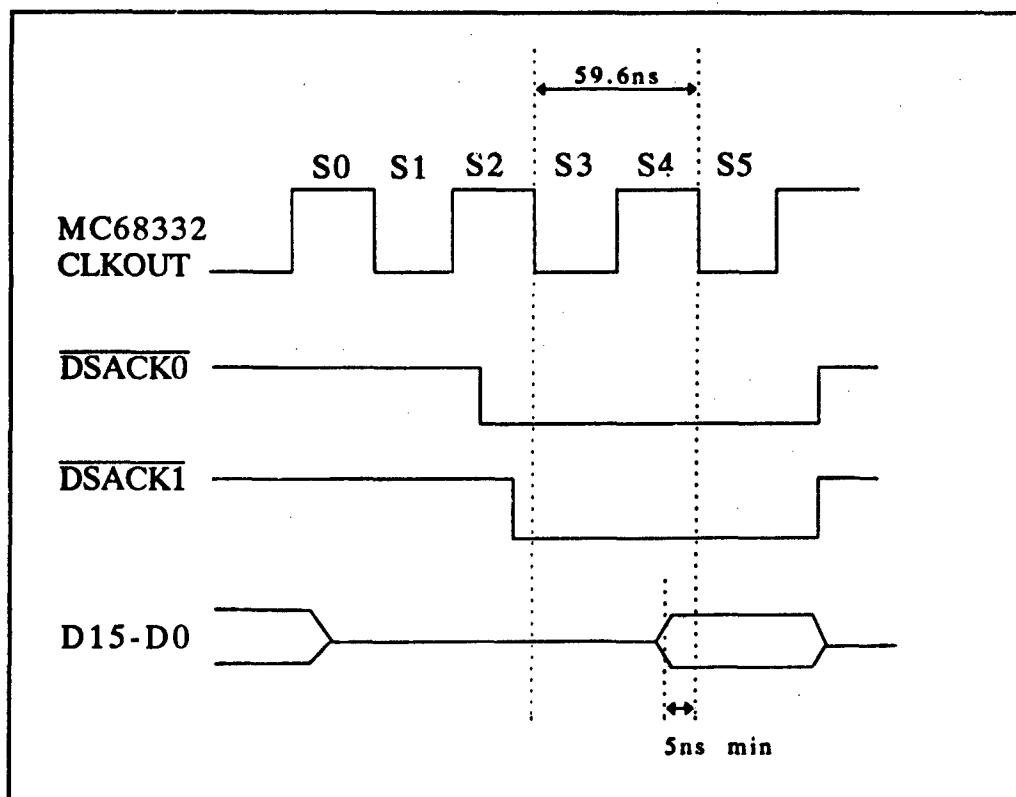 59.6ns
S0 S1 S2 S3 S4 S5
MC68332
CLKOUT
DSACK0
DSACK1
D15-D0
5ns min